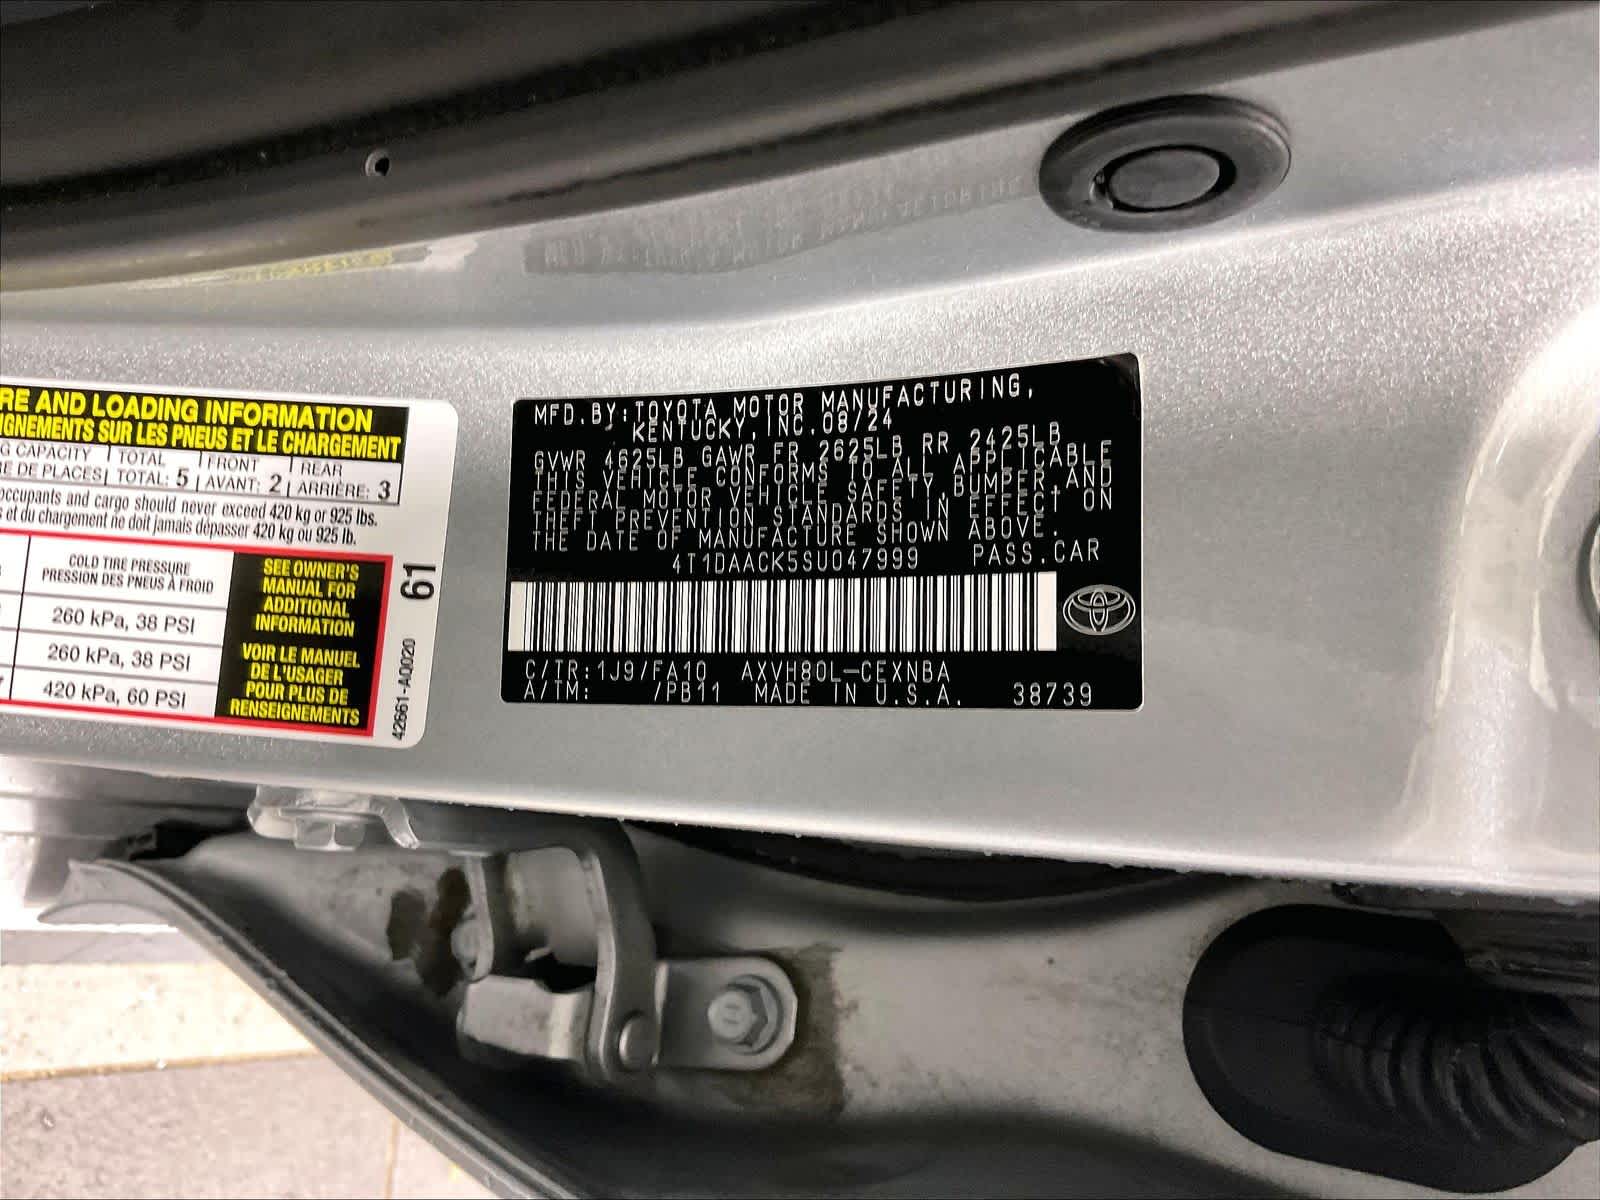 RE AND LOADING INFORMATION
IGNEMENTS SUR LES PNEUS ET LE CHARGEMENT
G CAPACITY TOTAL FRONT REAR
RE DE PLACES TOTAL: 5 AVANT: 2 ARRIÈRE: 3
occupants and cargo should never exceed 420 kg or 925 lbs.
s et du chargement ne doit jamais dépasser 420 kg ou 925 lb.
COLD TIRE PRESSURE
PRESSION DES PNEUS À FROID
260 kPa, 38 PSI
260 kPa, 38 PSI
420 kPa, 60 PSI
SEE OWNER'S
MANUAL FOR
ADDITIONAL
INFORMATION
VOIR LE MANUEL
DE L'USAGER
POUR PLUS DE
RENSEIGNEMENTS
61
42661-A0020
MFD.BY:TOYOTA MOTOR MANUFACTURING,
KENTUCKY,INC.08/24
GVWR 4625LB GAWR FR 2625LB RR 2425LB
THIS VEHICLE CONFORMS TO ALL APPLICABLE
FEDERAL MOTOR VEHICLE SAFETY,BUMPER,AND
THEFT PREVENTION STANDARDS IN EFFECT ON
THE DATE OF MANUFACTURE SHOWN ABOVE.
4T1DAACK5SU047999 PASS.CAR
C/TR:1J9/FA10 AXVH80L-CEXNBA
A/TM: /PB11 MADE IN U.S.A. 38739